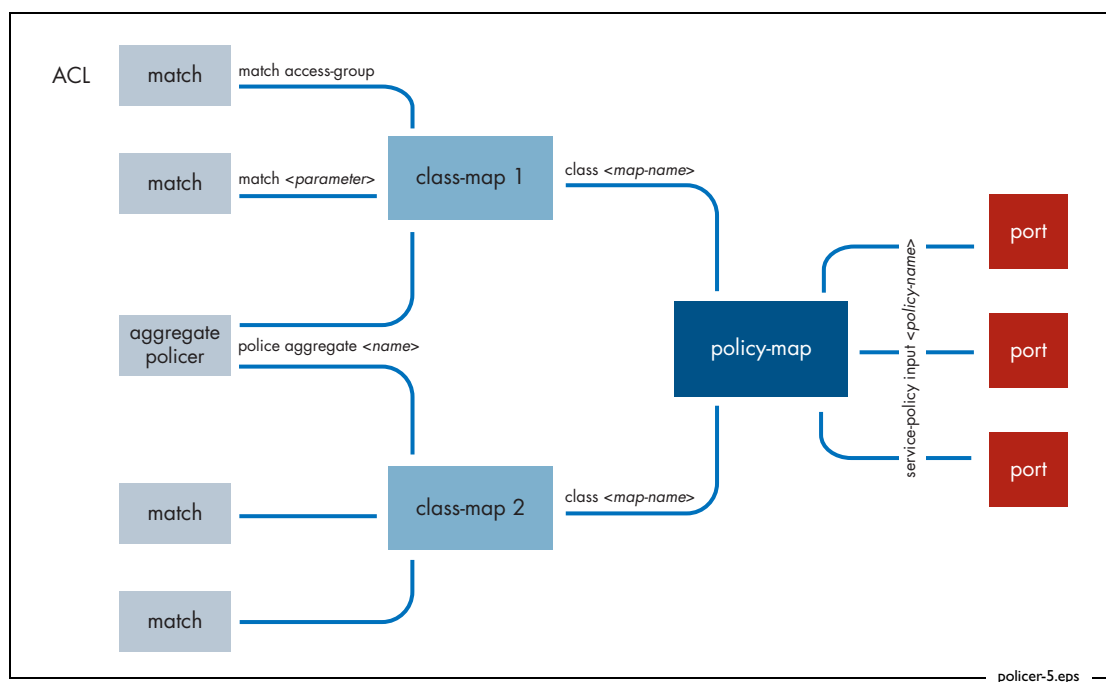 ACL
match
match access-group
match
match <parameter>
class-map 1
class <map-name>
aggregate
policer
police aggregate <name>
policy-map
service-policy input <policy-name>
port
port
port
match
class-map 2
class <map-name>
match
policer-5.eps